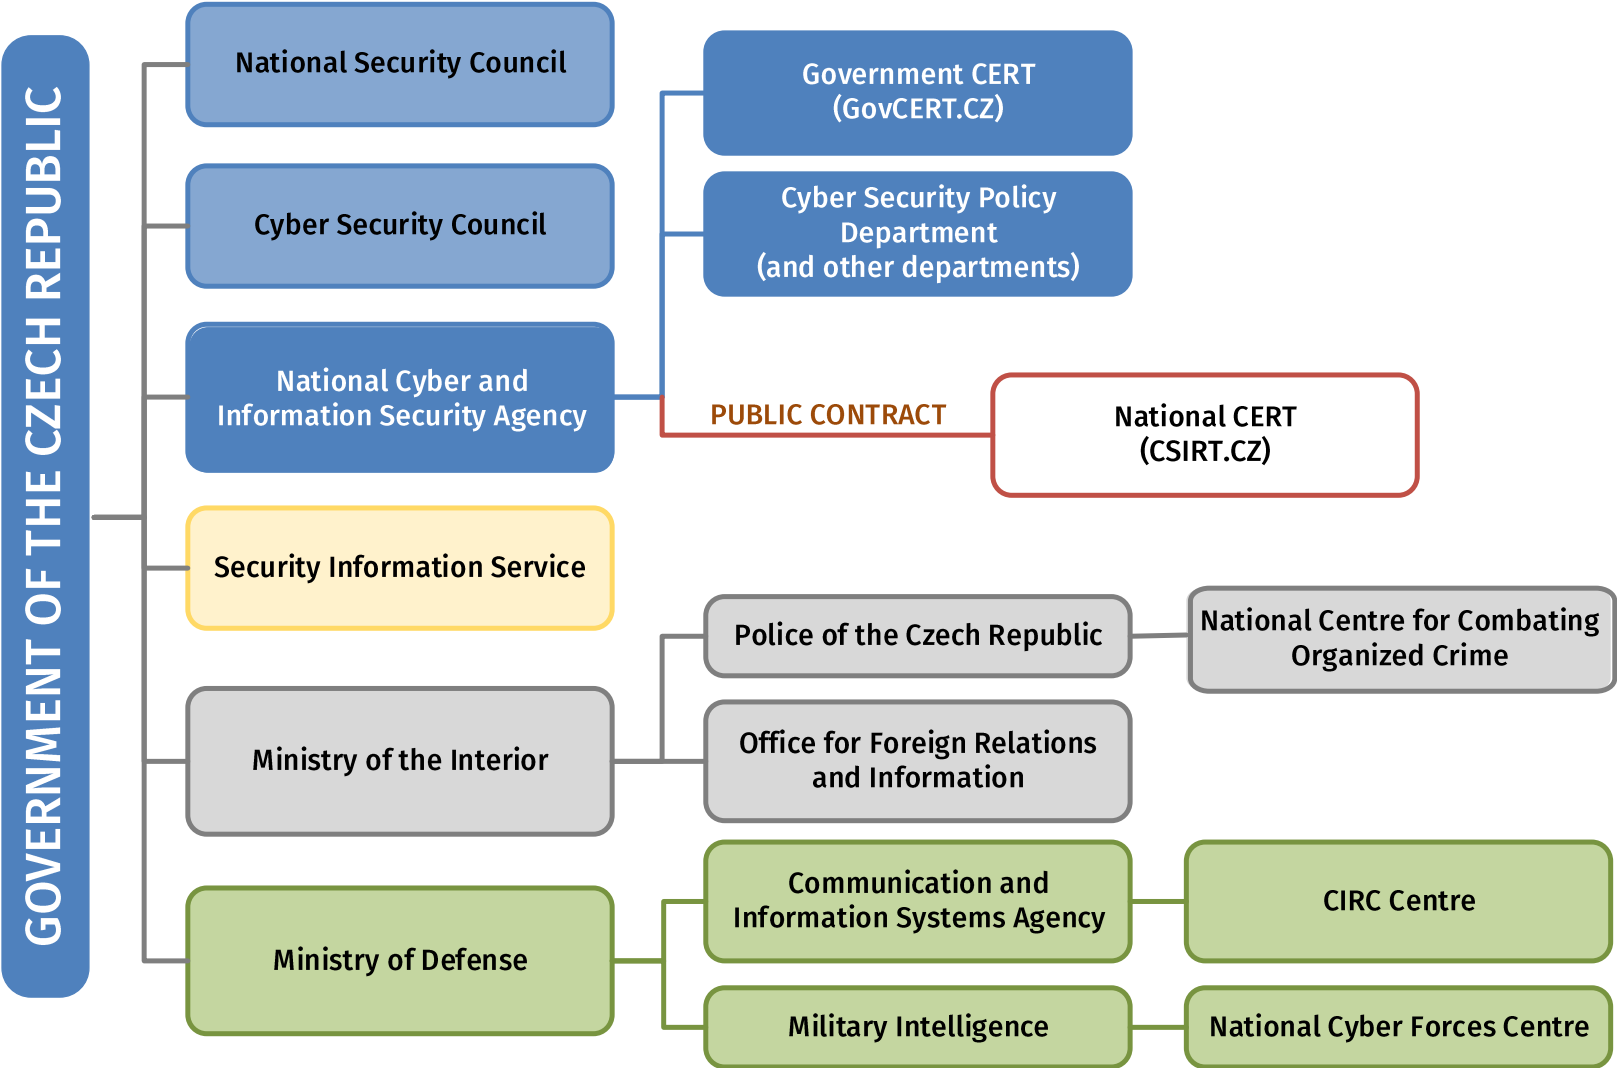 GOVERNMENT OF THE CZECH REPUBLIC
National Security Council
Cyber Security Council
National Cyber and
Information Security Agency
Security Information Service
Ministry of the Interior
Ministry of Defense
Government CERT
(GovCERT.CZ)
Cyber Security Policy
Department
(and other departments)
PUBLIC CONTRACT
National CERT
(CSIRT.CZ)
Police of the Czech Republic
National Centre for Combating
Organized Crime
Office for Foreign Relations
and Information
Communication and
Information Systems Agency
CIRC Centre
Military Intelligence
National Cyber Forces Centre